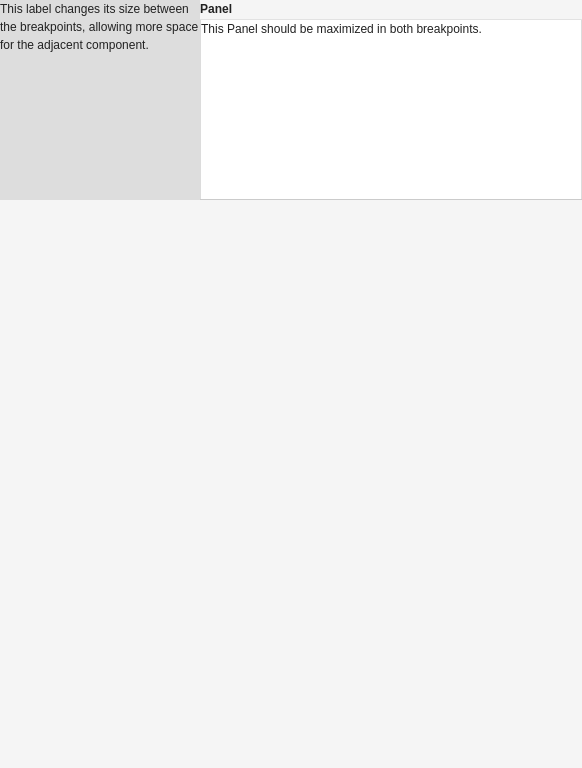 This label changes its size between
the breakpoints, allowing more space
for the adjacent component.
Panel
This Panel should be maximized in both breakpoints.